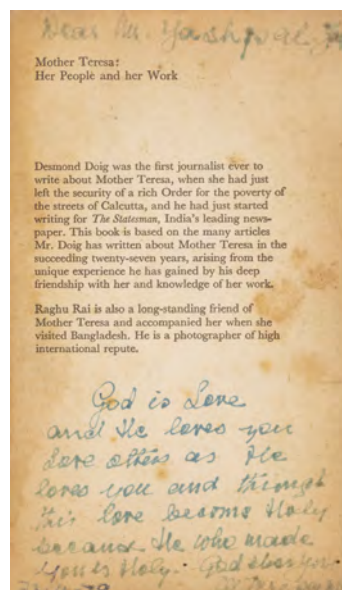 Dear Mr. Yashpal
Mother Teresa:
Her People and her Work
Desmond Doig was the first journalist ever to
write about Mother Teresa, when she had just
left the security of a rich Order for the poverty of
the streets of Calcutta, and he had just started
writing for The Statesman, India's leading news-
paper. This book is based on the many articles
Mr. Doig has written about Mother Teresa in the
succeeding twenty-seven years, arising from the
unique experience he has gained by his deep
friendship with her and knowledge of her work.
Raghu Rai is also a long-standing friend of
Mother Teresa and accompanied her when she
visited Bangladesh. He is a photographer of high
international repute.
God is Love
and He loves you
Love others as He
loves you and through
this love become Holy
because He who made
you is Holy. God bless you